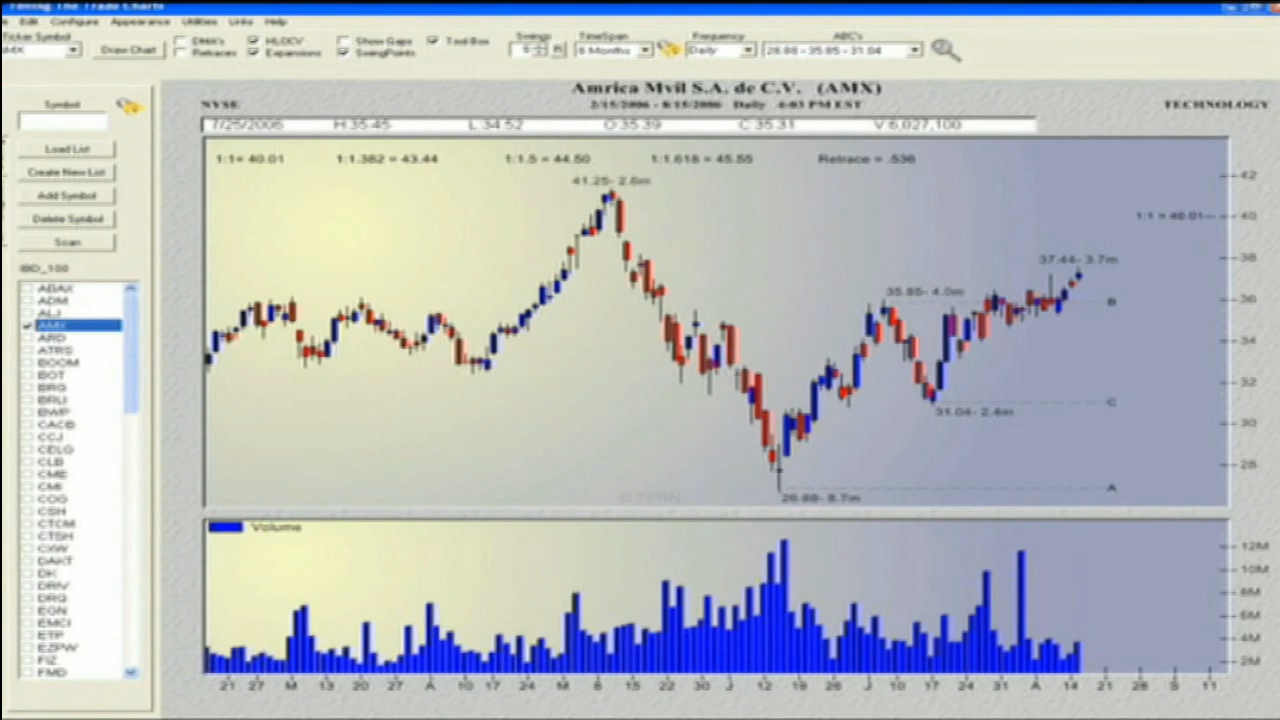 Timing The Trade Charts
Edit Configure Appearance Utilities Links Help
Ticker Symbol
AMX
Draw Chart
DMA's
Retraces
HLOCV
Expansions
Show Gaps
SwingPoints
Tool Box
Swings
TimeSpan
6 Months
Frequency
Daily
ABC's
26.88 - 35.85 - 31.04
Symbol
Load List
Create New List
Add Symbol
Delete Symbol
Scan
IBD_100
ABAX
ADM
ALJ
AMX
ARD
ATRS
BOOM
BOT
BRG
BRLI
BWP
CACB
CCJ
CELG
CLB
CME
CMI
COG
CSH
CTCM
CTSH
CXW
DAKT
DK
DRIV
DRQ
EGN
EMCI
ETP
EZPW
FIZ
FMD
Amrica Mvil S.A. de C.V. (AMX)
NYSE
2/15/2006 - 8/15/2006 Daily 4:03 PM EST
TECHNOLOGY
7/25/2006 H:35.45 L:34.52 O:35.39 C:35.31 V:6,027,100
1:1= 40.01 1:1.382 = 43.44 1:1.5 = 44.50 1:1.618 = 45.55 Retrace = .536
41.25- 2.6m
1:1 = 40.01
37.44- 3.7m
35.85- 4.0m
B
C
31.04- 2.4m
A
26.88- 8.7m
42
40
38
36
34
32
30
28
Volume
12M
10M
8M
6M
4M
2M
21 27 M 13 20 27 A 10 17 24 M 8 15 22 30 J 12 19 26 J 10 17 24 31 A 14 21 28 S 11